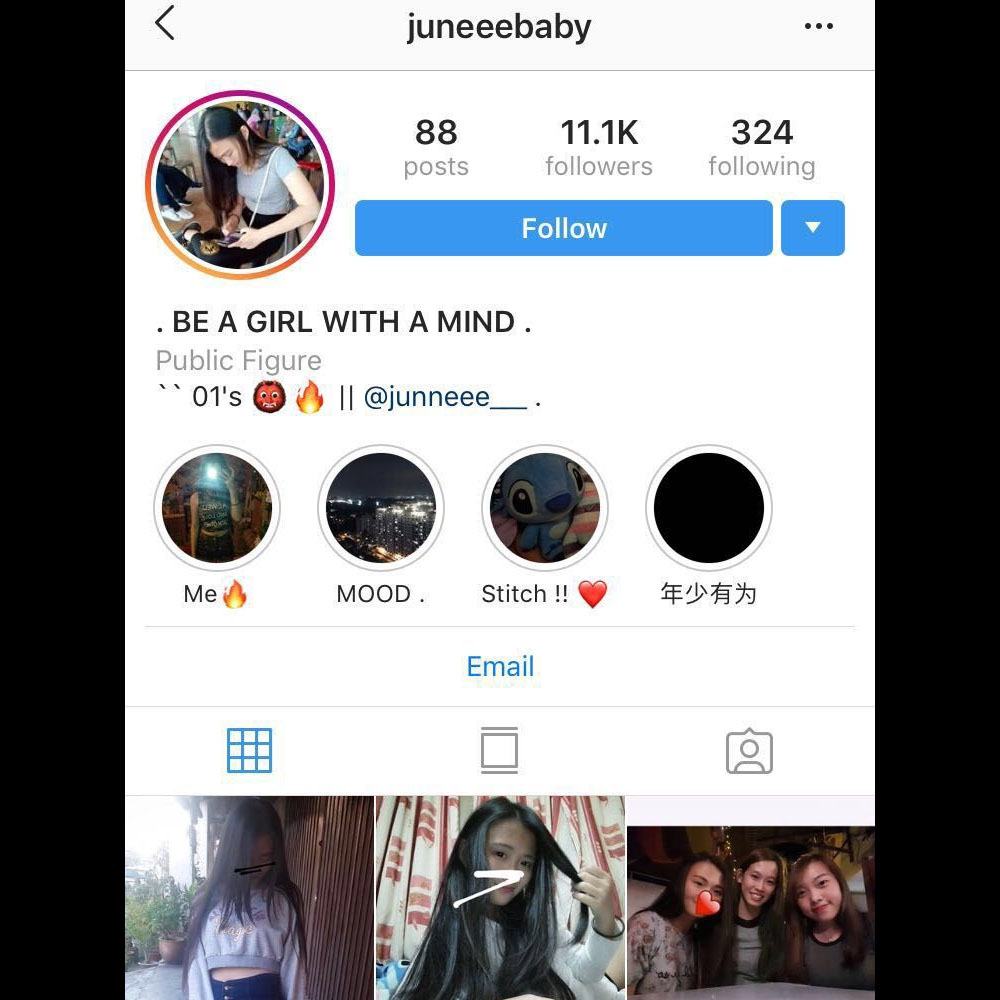 juneeebaby
88
11.1K
324
posts
followers
following
Follow
. BE A GIRL WITH A MIND .
Public Figure
`` 01's 👹🔥 || @junneee___ .
Me🔥
MOOD .
Stitch !! ❤️
年少有为
Email